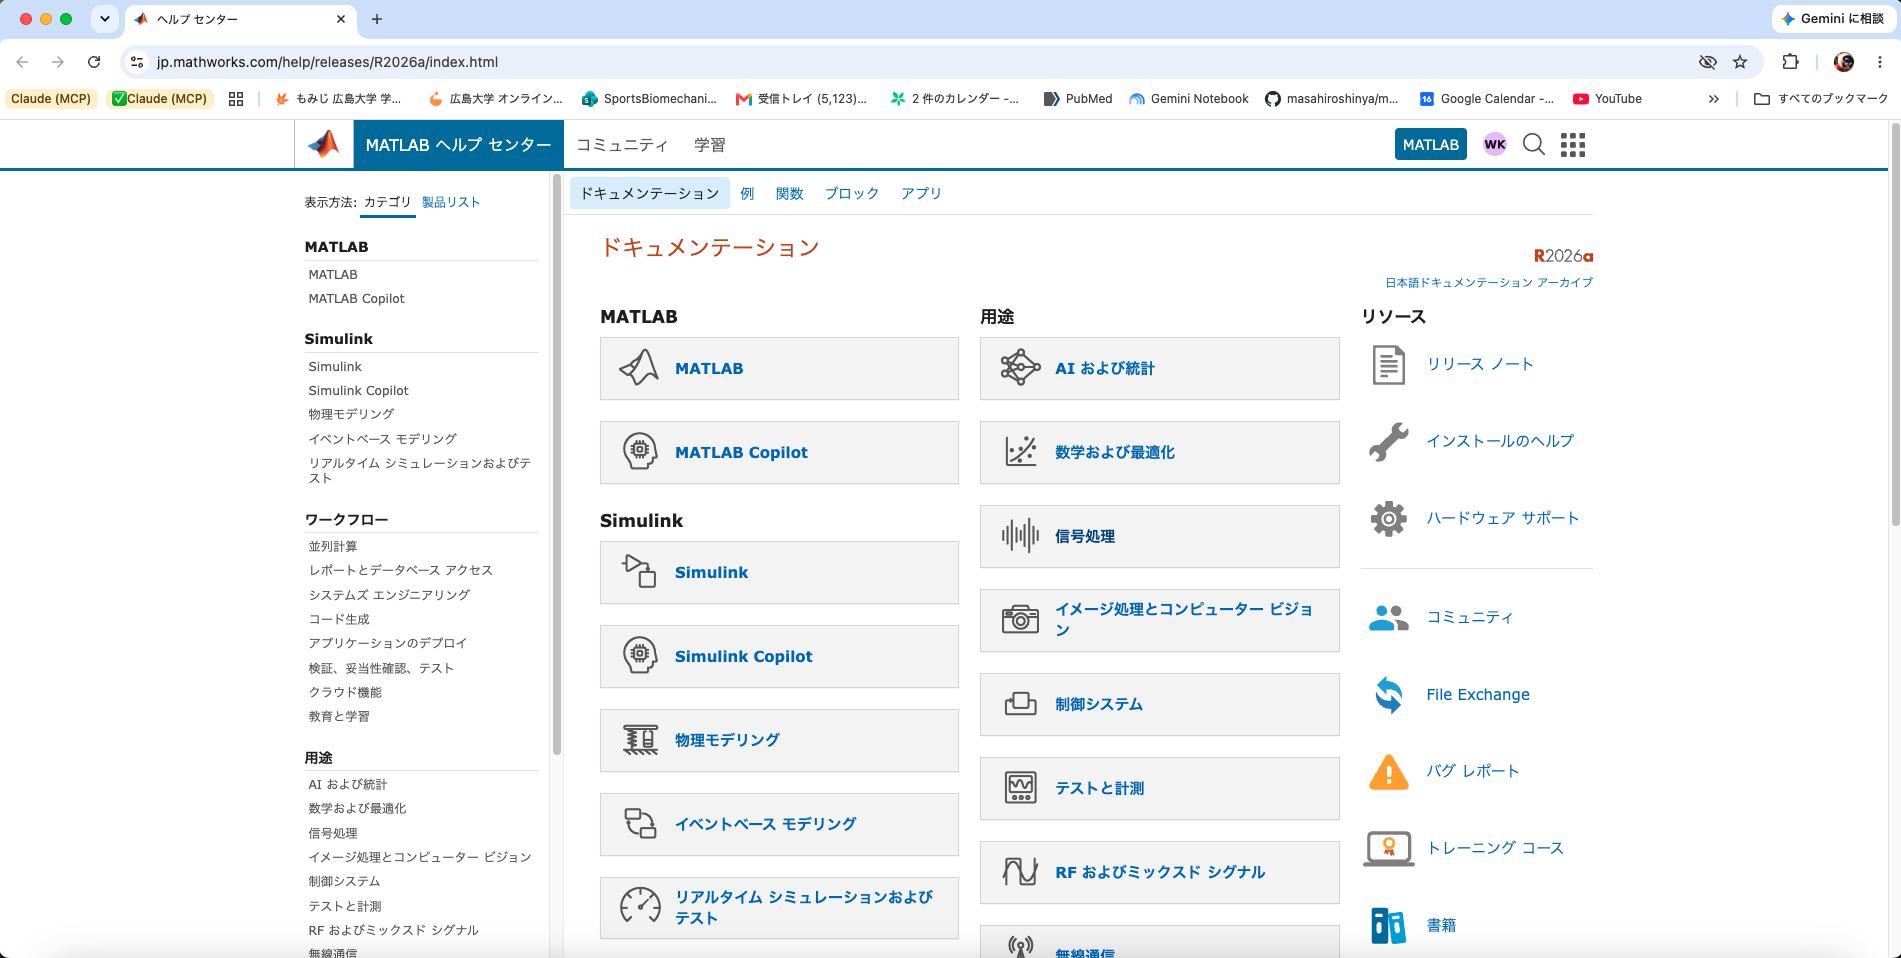 ヘルプ センター
Gemini に相談
jp.mathworks.com/help/releases/R2026a/index.html
Claude (MCP)
✅Claude (MCP)
もみじ 広島大学 学...
広島大学 オンライン...
SportsBiomechani...
受信トレイ (5,123)...
2 件のカレンダー -...
PubMed
Gemini Notebook
masahiroshinya/m...
16
Google Calendar -...
YouTube
»
すべてのブックマーク
MATLAB ヘルプ センター
コミュニティ
学習
MATLAB
WK
表示方法: カテゴリ 製品リスト
MATLAB
MATLAB
MATLAB Copilot
Simulink
Simulink
Simulink Copilot
物理モデリング
イベントベース モデリング
リアルタイム シミュレーションおよびテ
スト
ワークフロー
並列計算
レポートとデータベース アクセス
システムズ エンジニアリング
コード生成
アプリケーションのデプロイ
検証、妥当性確認、テスト
クラウド機能
教育と学習
用途
AI および統計
数学および最適化
信号処理
イメージ処理とコンピューター ビジョン
制御システム
テストと計測
RF およびミックスド シグナル
無線通信
ドキュメンテーション
例
関数
ブロック
アプリ
ドキュメンテーション
R2026a
日本語ドキュメンテーション アーカイブ
MATLAB
MATLAB
MATLAB Copilot
Simulink
Simulink
Simulink Copilot
物理モデリング
イベントベース モデリング
リアルタイム シミュレーションおよび
テスト
用途
AI および統計
数学および最適化
信号処理
イメージ処理とコンピューター ビジョ
ン
制御システム
テストと計測
RF およびミックスド シグナル
無線通信
リソース
リリース ノート
インストールのヘルプ
ハードウェア サポート
コミュニティ
File Exchange
バグ レポート
トレーニング コース
書籍